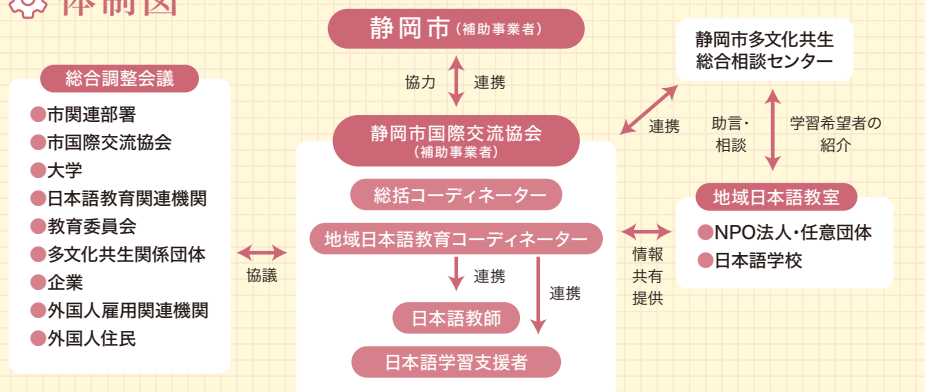 体制図
静岡市(補助事業者)
協力
連携
静岡市多文化共生
総合相談センター
総合調整会議
●市関連部署
●市国際交流協会
●大学
●日本語教育関連機関
●教育委員会
●多文化共生関係団体
●企業
●外国人雇用関連機関
●外国人住民
協議
静岡市国際交流協会
(補助事業者)
総括コーディネーター
地域日本語教育コーディネーター
連携
連携
日本語教師
日本語学習支援者
連携
助言・
相談
学習希望者の
紹介
地域日本語教室
●NPO法人・任意団体
●日本語学校
情報
共有
提供